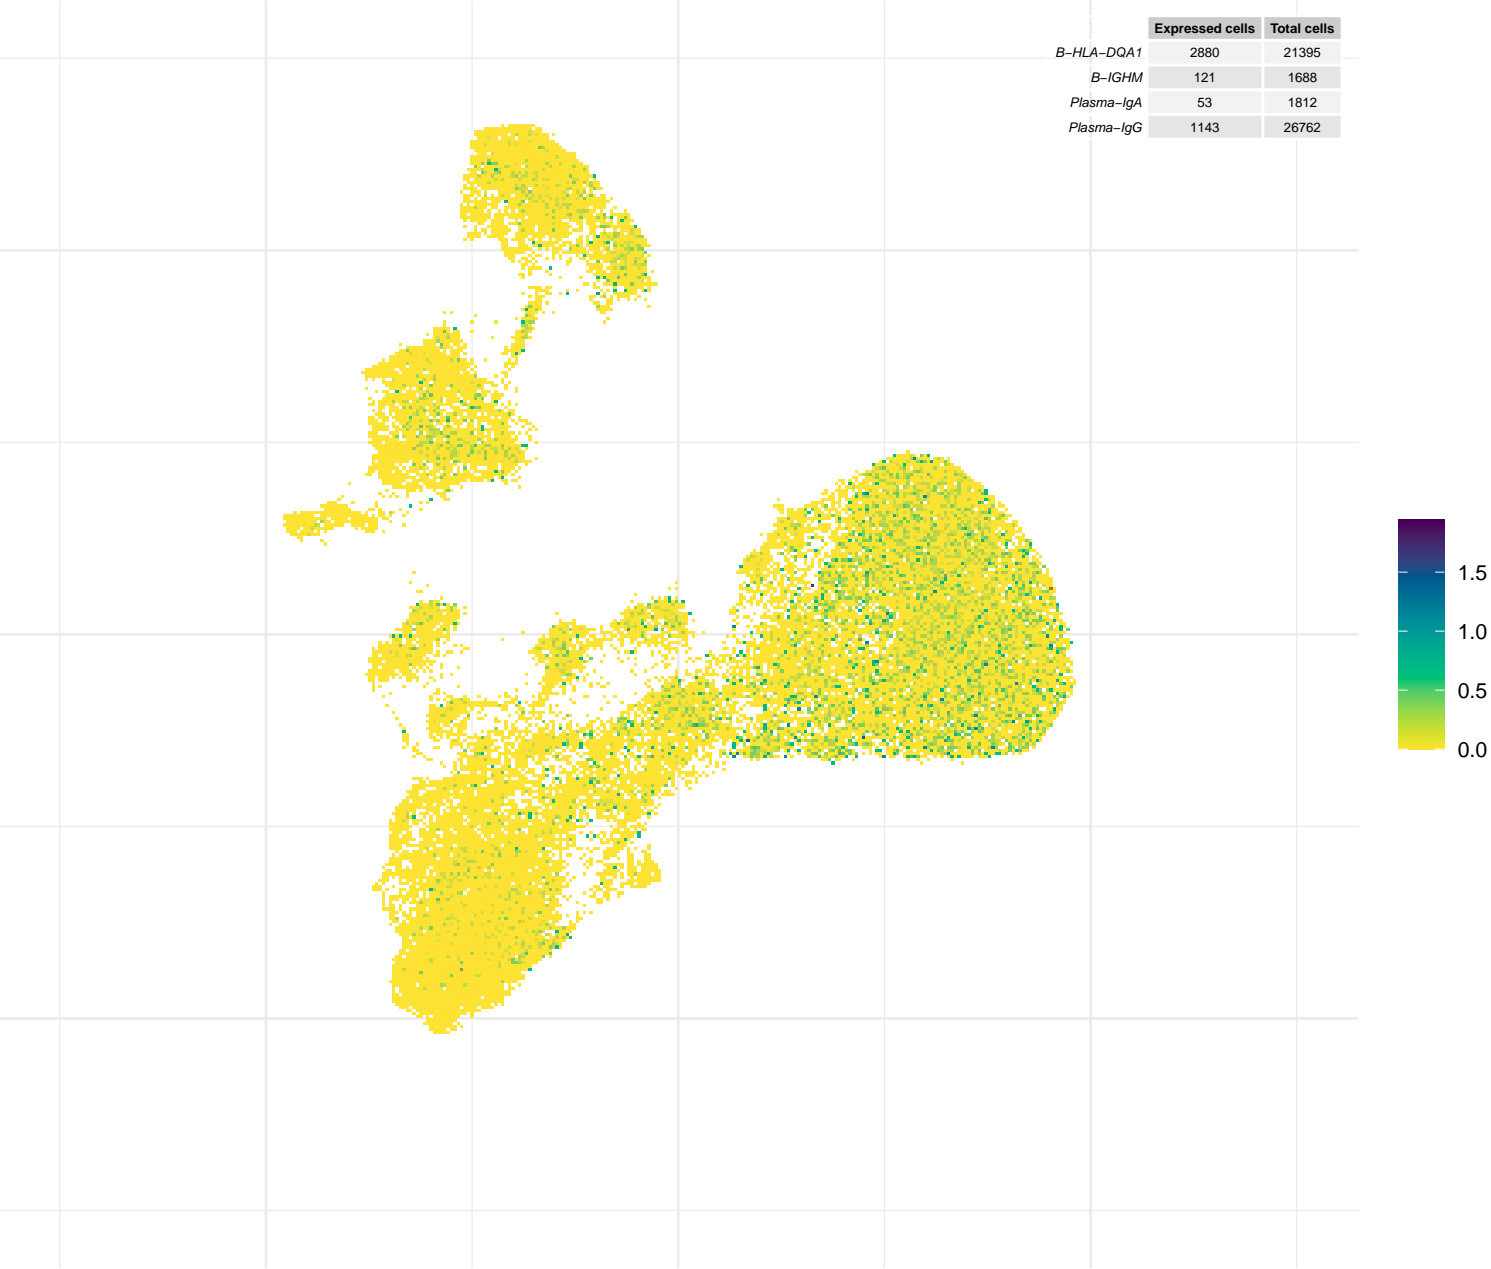 Expressed cells Total cells
B−HLA−DQA1 2880 21395
B−IGHM 121 1688
Plasma−IgA 53 1812
Plasma−IgG 1143 26762
1.5
1.0
0.5
0.0